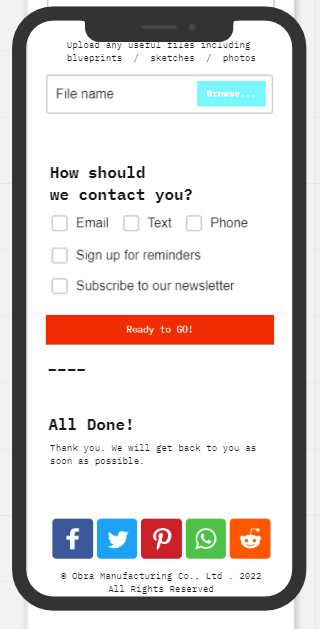 Upload any useful files including
blueprints / sketches / photos
File name
Browse...
How should
we contact you?
Email Text Phone
Sign up for reminders
Subscribe to our newsletter
Ready to GO!
----
All Done!
Thank you. We will get back to you as
soon as possible.
© Obra Manufacturing Co., Ltd . 2022
All Rights Reserved